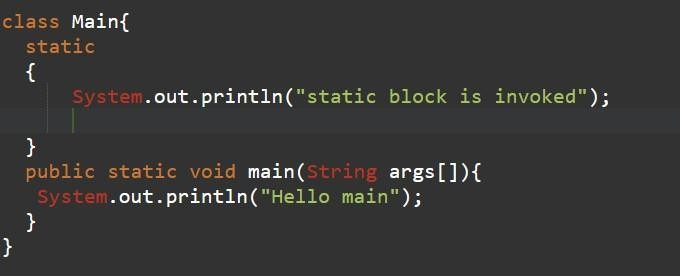 class Main{
static
{
System.out.println("static block is invoked");
}
public static void main(String args[]){
System.out.println("Hello main");
}
}